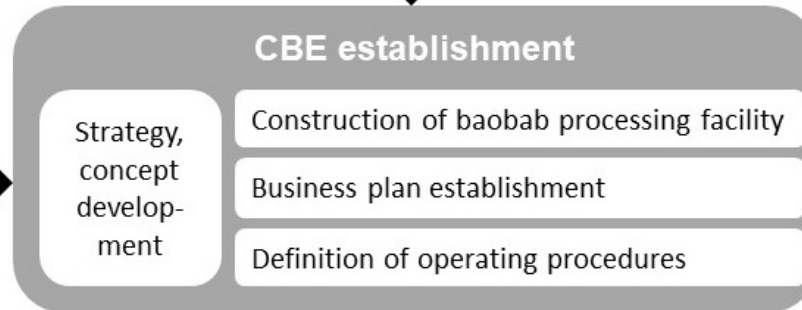 CBE establishment
Strategy,
concept
develop-
ment
Construction of baobab processing facility
Business plan establishment
Definition of operating procedures